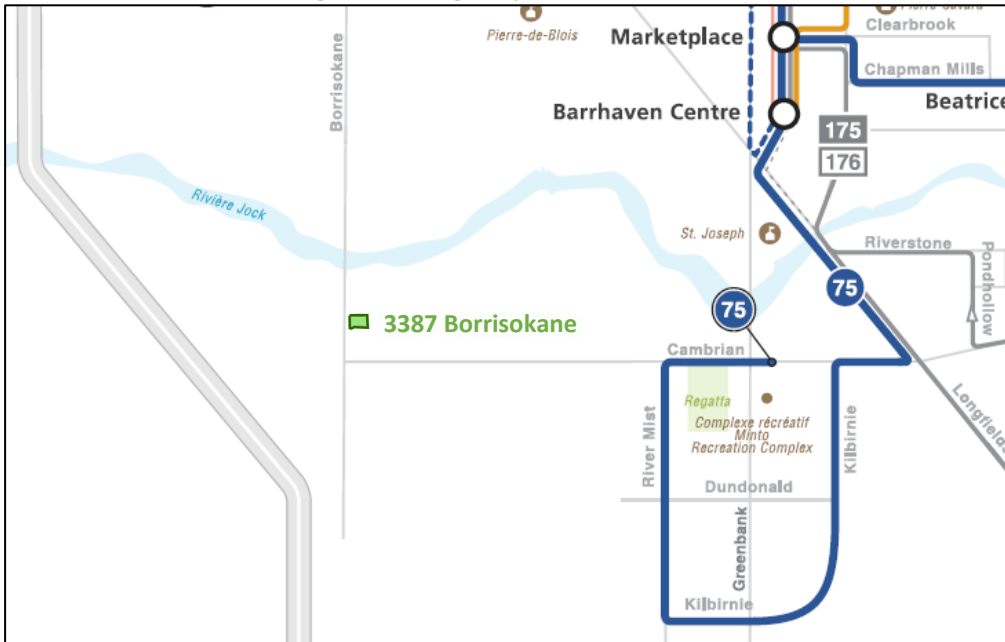 Pierre-de-Blois
Clearbrook
Marketplace
Chapman Mills
Beatrice
Borrisokane
Barrhaven Centre
175
176
Rivière Jock
St. Joseph
Riverstone
Pondhollow
75
75
3387 Borrisokane
Cambrian
Regatta
Complexe récréatif
Minto
Recreation Complex
River Mist
Kilbirnie
Longfields
Dundonald
Greenbank
Kilbirnie